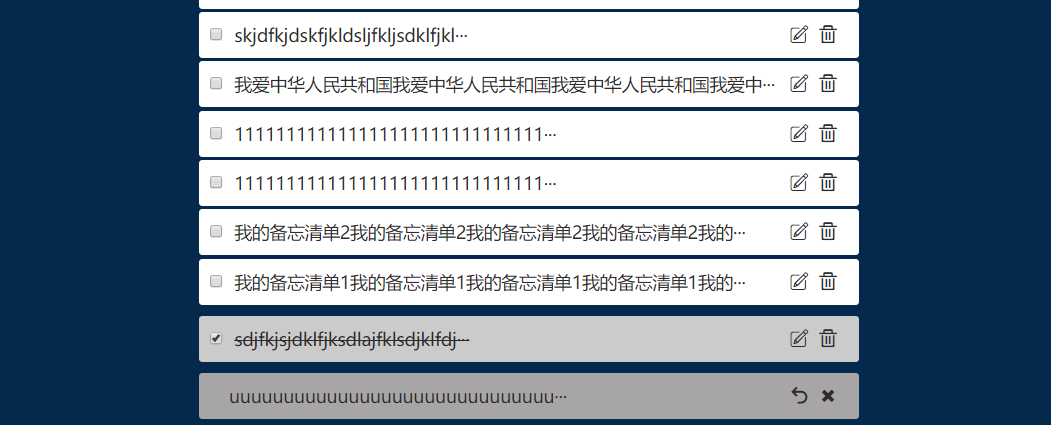 skjdfkjdskfjkldsljfkljsdklfjkl···
我爱中华人民共和国我爱中华人民共和国我爱中华人民共和国我爱中···
111111111111111111111111111111···
111111111111111111111111111111···
我的备忘清单2我的备忘清单2我的备忘清单2我的备忘清单2我的···
我的备忘清单1我的备忘清单1我的备忘清单1我的备忘清单1我的···
sdjfkjsjdklfjksdlajfklsdjklfdj···
uuuuuuuuuuuuuuuuuuuuuuuuuuuuuu···